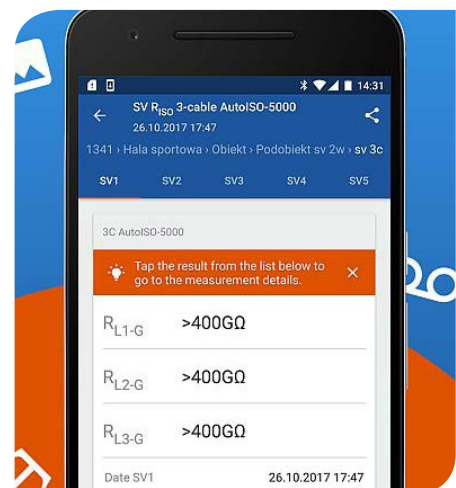 14:31
SV RISO 3-cable AutoISO-5000
26.10.2017 17:47
1341 › Hala sportowa › Obiekt › Podobiekt sv 2w › sv 3c
SV1 SV2 SV3 SV4 SV5
3C AutoISO-5000
Tap the result from the list below to
go to the measurement details.
RL1-G >400GΩ
RL2-G >400GΩ
RL3-G >400GΩ
Date SV1 26.10.2017 17:47